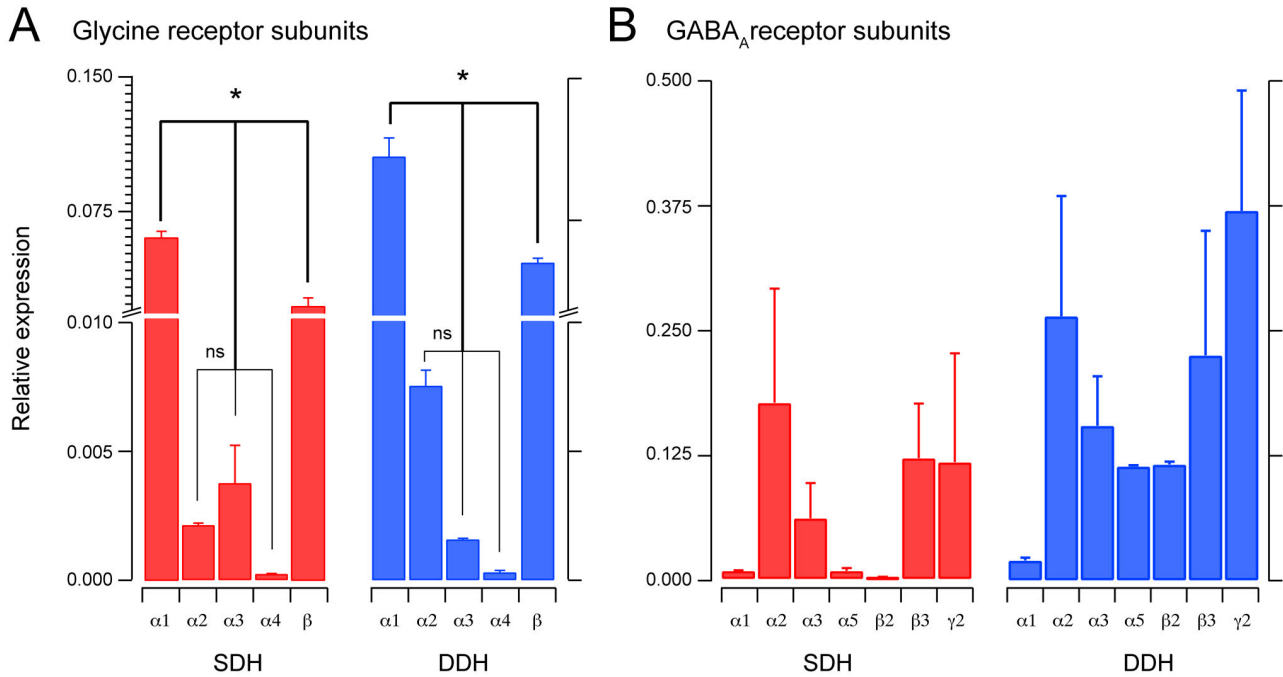 A Glycine receptor subunits
B GABA_A receptor subunits
0.150
0.075
0.010
0.005
0.000
Relative expression
*
ns
*
ns
α1 α2 α3 α4 β
SDH
α1 α2 α3 α4 β
DDH
0.500
0.375
0.250
0.125
0.000
α1 α2 α3 α5 β2 β3 γ2
SDH
α1 α2 α3 α5 β2 β3 γ2
DDH